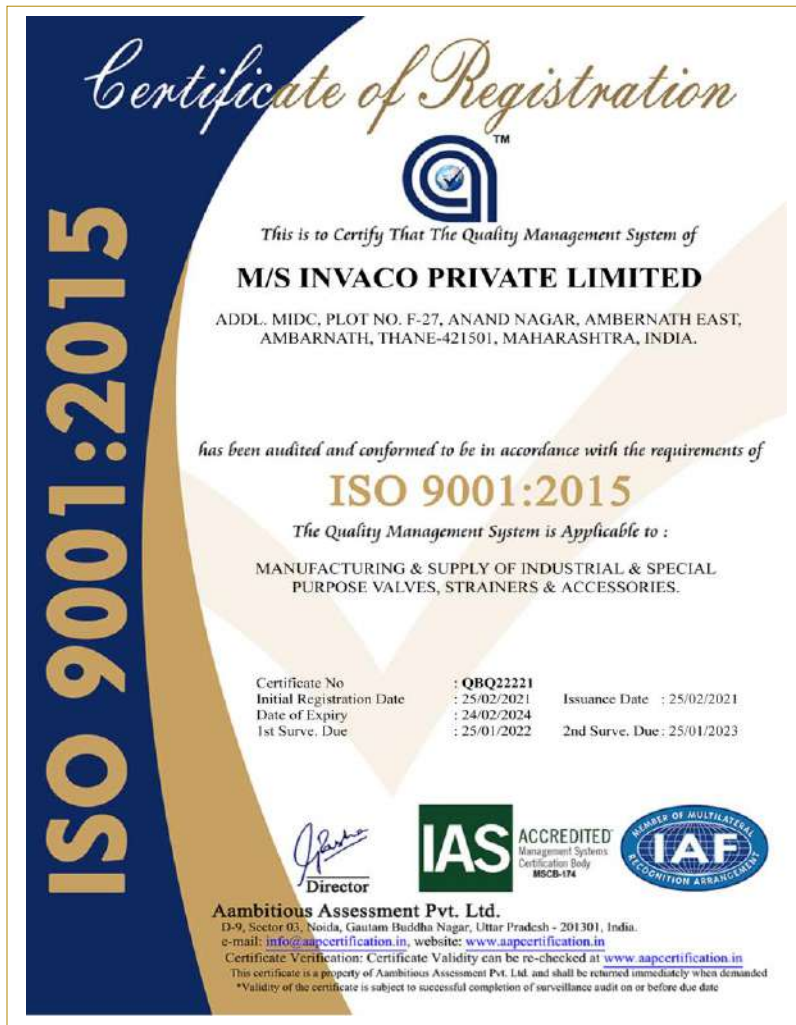 Certificate of Registration
TM
This is to Certify That The Quality Management System of
M/S INVACO PRIVATE LIMITED
ADDL. MIDC, PLOT NO. F-27, ANAND NAGAR, AMBERNATH EAST,
AMBARNATH, THANE-421501, MAHARASHTRA, INDIA.
has been audited and conformed to be in accordance with the requirements of
ISO 9001:2015
The Quality Management System is Applicable to :
MANUFACTURING & SUPPLY OF INDUSTRIAL & SPECIAL
PURPOSE VALVES, STRAINERS & ACCESSORIES.
Certificate No : QBQ22221
Initial Registration Date : 25/02/2021 Issuance Date : 25/02/2021
Date of Expiry : 24/02/2024
1st Surve. Due : 25/01/2022 2nd Surve. Due : 25/01/2023
ISO 9001:2015
Director
IAS ACCREDITED
Management Systems
Certification Body
MSCB-174
MEMBER OF MULTILATERAL
IAF
RECOGNITION ARRANGEMENT
Aambitious Assessment Pvt. Ltd.
D-9, Sector 03, Noida, Gautam Buddha Nagar, Uttar Pradesh - 201301, India.
e-mail: info@aapcertification.in, website: www.aapcertification.in
Certificate Verification: Certificate Validity can be re-checked at www.aapcertification.in
This certificate is a property of Aambitious Assessment Pvt. Ltd. and shall be returned immediately when demanded
*Validity of the certificate is subject to successful completion of surveillance audit on or before due date